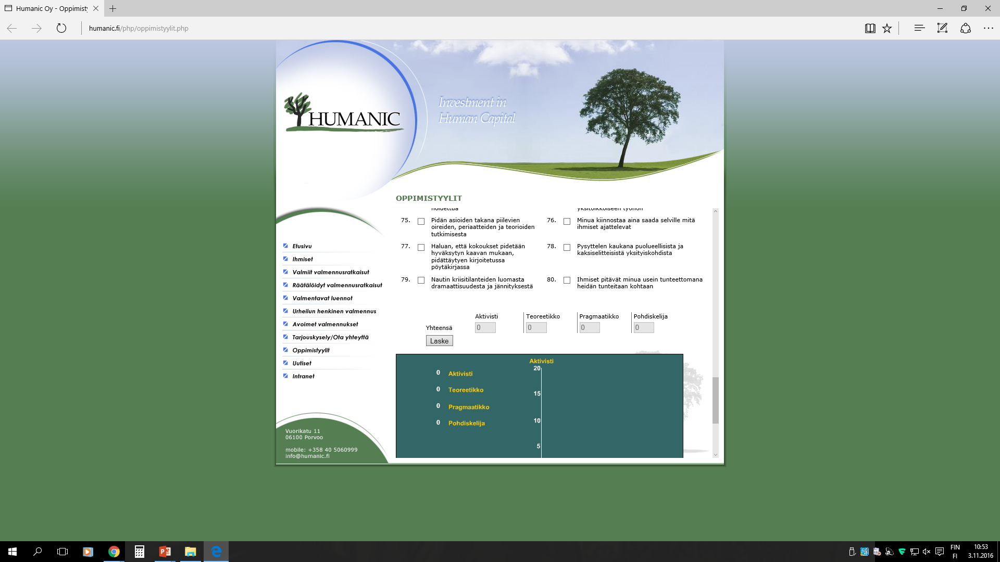 Humanic Oy - Oppimisty
humanic.fi/php/oppimistyylit.php
HUMANIC
Investment in
Human Capital
OPPIMISTYYLIT
hoidettua
yksitoikkoiseen työhön
75. Pidän asioiden takana piilevien
oireiden, periaatteiden ja teorioiden
tutkimisesta
76. Minua kiinnostaa aina saada selville mitä
ihmiset ajattelevat
77. Haluan, että kokoukset pidetään
hyväksytyn kaavan mukaan,
pidättäytyen kirjoitetussa
pöytäkirjassa
78. Pysyttelen kaukana puolueellisista ja
kaksiselitteisistä yksityiskohdista
79. Nautin kriisitilanteiden luomasta
dramaattisuudesta ja jännityksestä
80. Ihmiset pitävät minua usein tunteettomana
heidän tunteitaan kohtaan
Aktivisti Teoreetikko Pragmaatikko Pohdiskelija
Yhteensä 0 0 0 0
Laske
Aktivisti
20
15
10
5
0 Aktivisti
0 Teoreetikko
0 Pragmaatikko
0 Pohdiskelija
Etusivu
Ihmiset
Valmiit valmennusratkaisut
Räätälöidyt valmennusratkaisut
Valmentavat luennot
Urheilun henkinen valmennus
Avoimet valmennukset
Tarjouskysely/Ota yhteyttä
Oppimistyylit
Uutiset
Intranet
Vuorikatu 11
06100 Porvoo
mobile: +358 40 5060999
info@humanic.fi
FIN
FI
10:53
3.11.2016